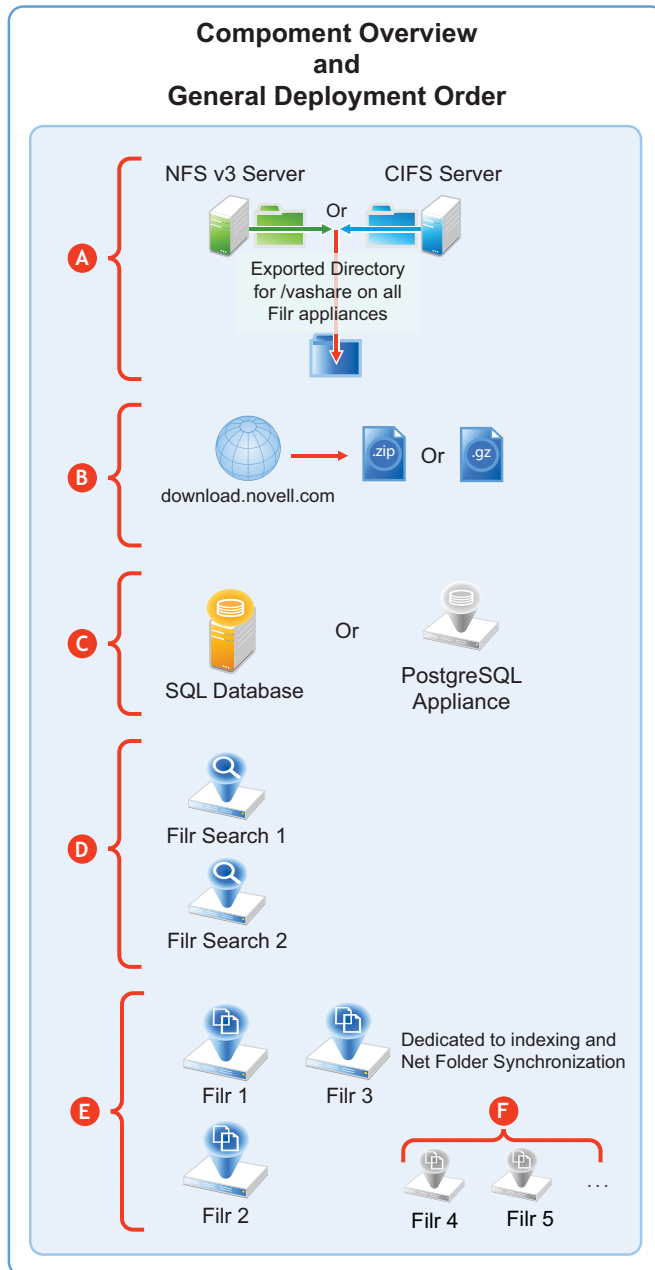 Compoment Overview
and
General Deployment Order
NFS v3 Server
CIFS Server
Or
A
Exported Directory
for /vashare on all
Filr appliances
B
.zip
Or
.gz
download.novell.com
C
Or
SQL Database
PostgreSQL
Appliance
D
Filr Search 1
Filr Search 2
E
Filr 1
Filr 3
Dedicated to indexing and
Net Folder Synchronization
F
Filr 2
Filr 4
Filr 5
...